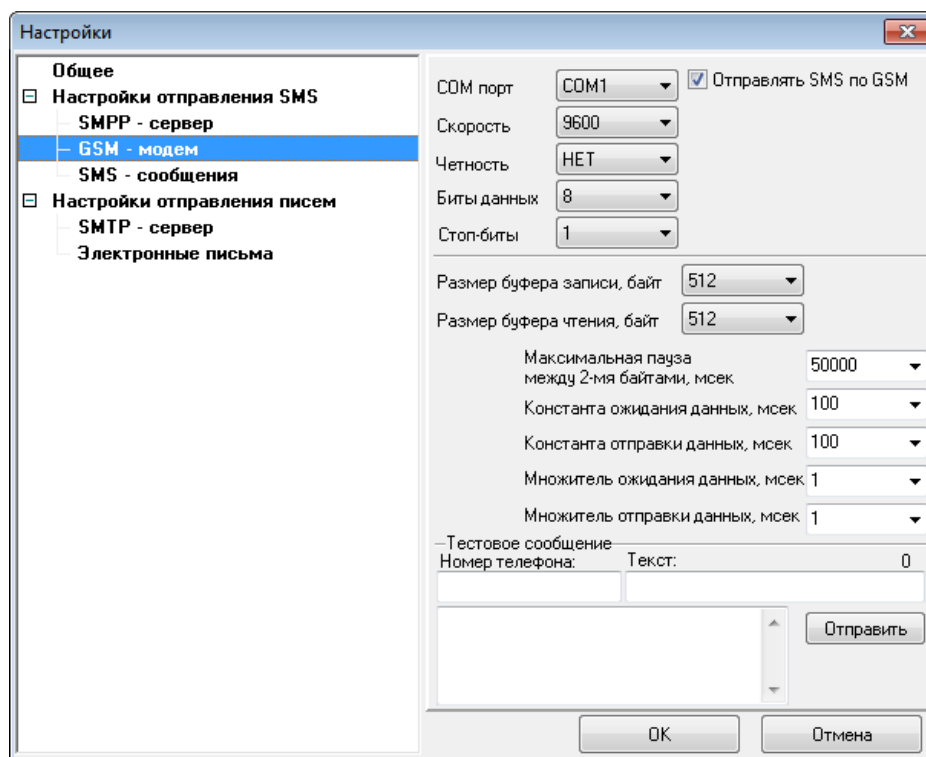 Настройки
Общее
Настройки отправления SMS
SMPP - сервер
GSM - модем
SMS - сообщения
Настройки отправления писем
SMTP - сервер
Электронные письма
COM порт COM1 Отправлять SMS по GSM
Скорость 9600
Четность НЕТ
Биты данных 8
Стоп-биты 1
Размер буфера записи, байт 512
Размер буфера чтения, байт 512
Максимальная пауза
между 2-мя байтами, мсек 50000
Константа ожидания данных, мсек 100
Константа отправки данных, мсек 100
Множитель ожидания данных, мсек 1
Множитель отправки данных, мсек 1
Тестовое сообщение
Номер телефона: Текст: 0
Отправить
OK Отмена